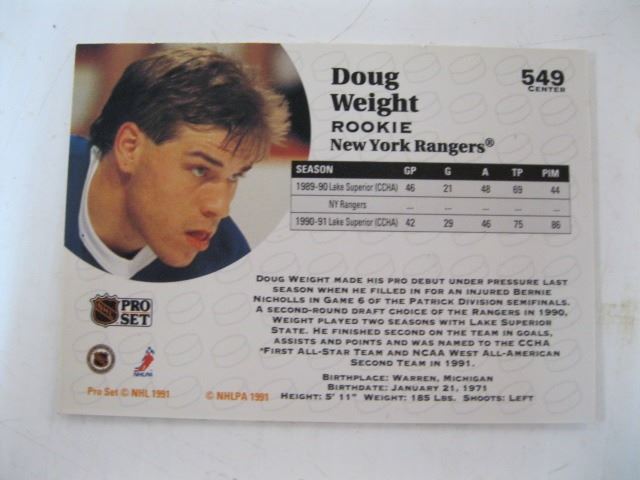 Doug
Weight
ROOKIE
New York Rangers®
549
CENTER
SEASON GP G A TP PIM
1989-90 Lake Superior (CCHA) 46 21 48 69 44
NY Rangers ... ... ... ... ...
1990-91 Lake Superior (CCHA) 42 29 46 75 86
DOUG WEIGHT MADE HIS PRO DEBUT UNDER PRESSURE LAST
SEASON WHEN HE FILLED IN FOR AN INJURED BERNIE
NICHOLLS IN GAME 6 OF THE PATRICK DIVISION SEMIFINALS.
A SECOND-ROUND DRAFT CHOICE OF THE RANGERS IN 1990,
WEIGHT PLAYED TWO SEASONS WITH LAKE SUPERIOR
STATE. HE FINISHED SECOND ON THE TEAM IN GOALS,
ASSISTS AND POINTS AND WAS NAMED TO THE CCHA
"FIRST ALL-STAR TEAM AND NCAA WEST ALL-AMERICAN
SECOND TEAM IN 1991.
BIRTHPLACE: WARREN, MICHIGAN
BIRTHDATE: JANUARY 21, 1971
HEIGHT: 5' 11" WEIGHT: 185 LBS. SHOOTS: LEFT
NHL
PRO
SET
NHLPA
Pro Set © NHL 1991
© NHLPA 1991